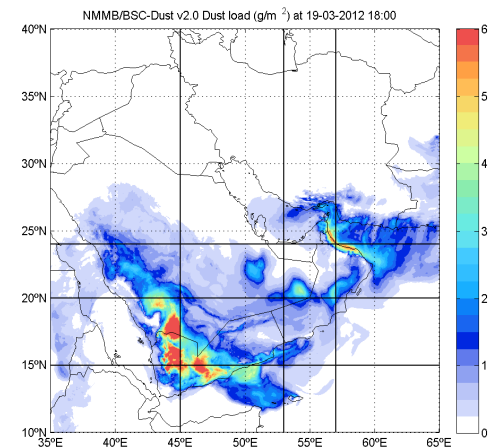 NMMB/BSC-Dust v2.0 Dust load (g/m 2) at 19-03-2012 18:00
40ºN
35ºN
30ºN
25ºN
20ºN
15ºN
10ºN
35ºE 40ºE 45ºE 50ºE 55ºE 60ºE 65ºE
6
5
4
3
2
1
0